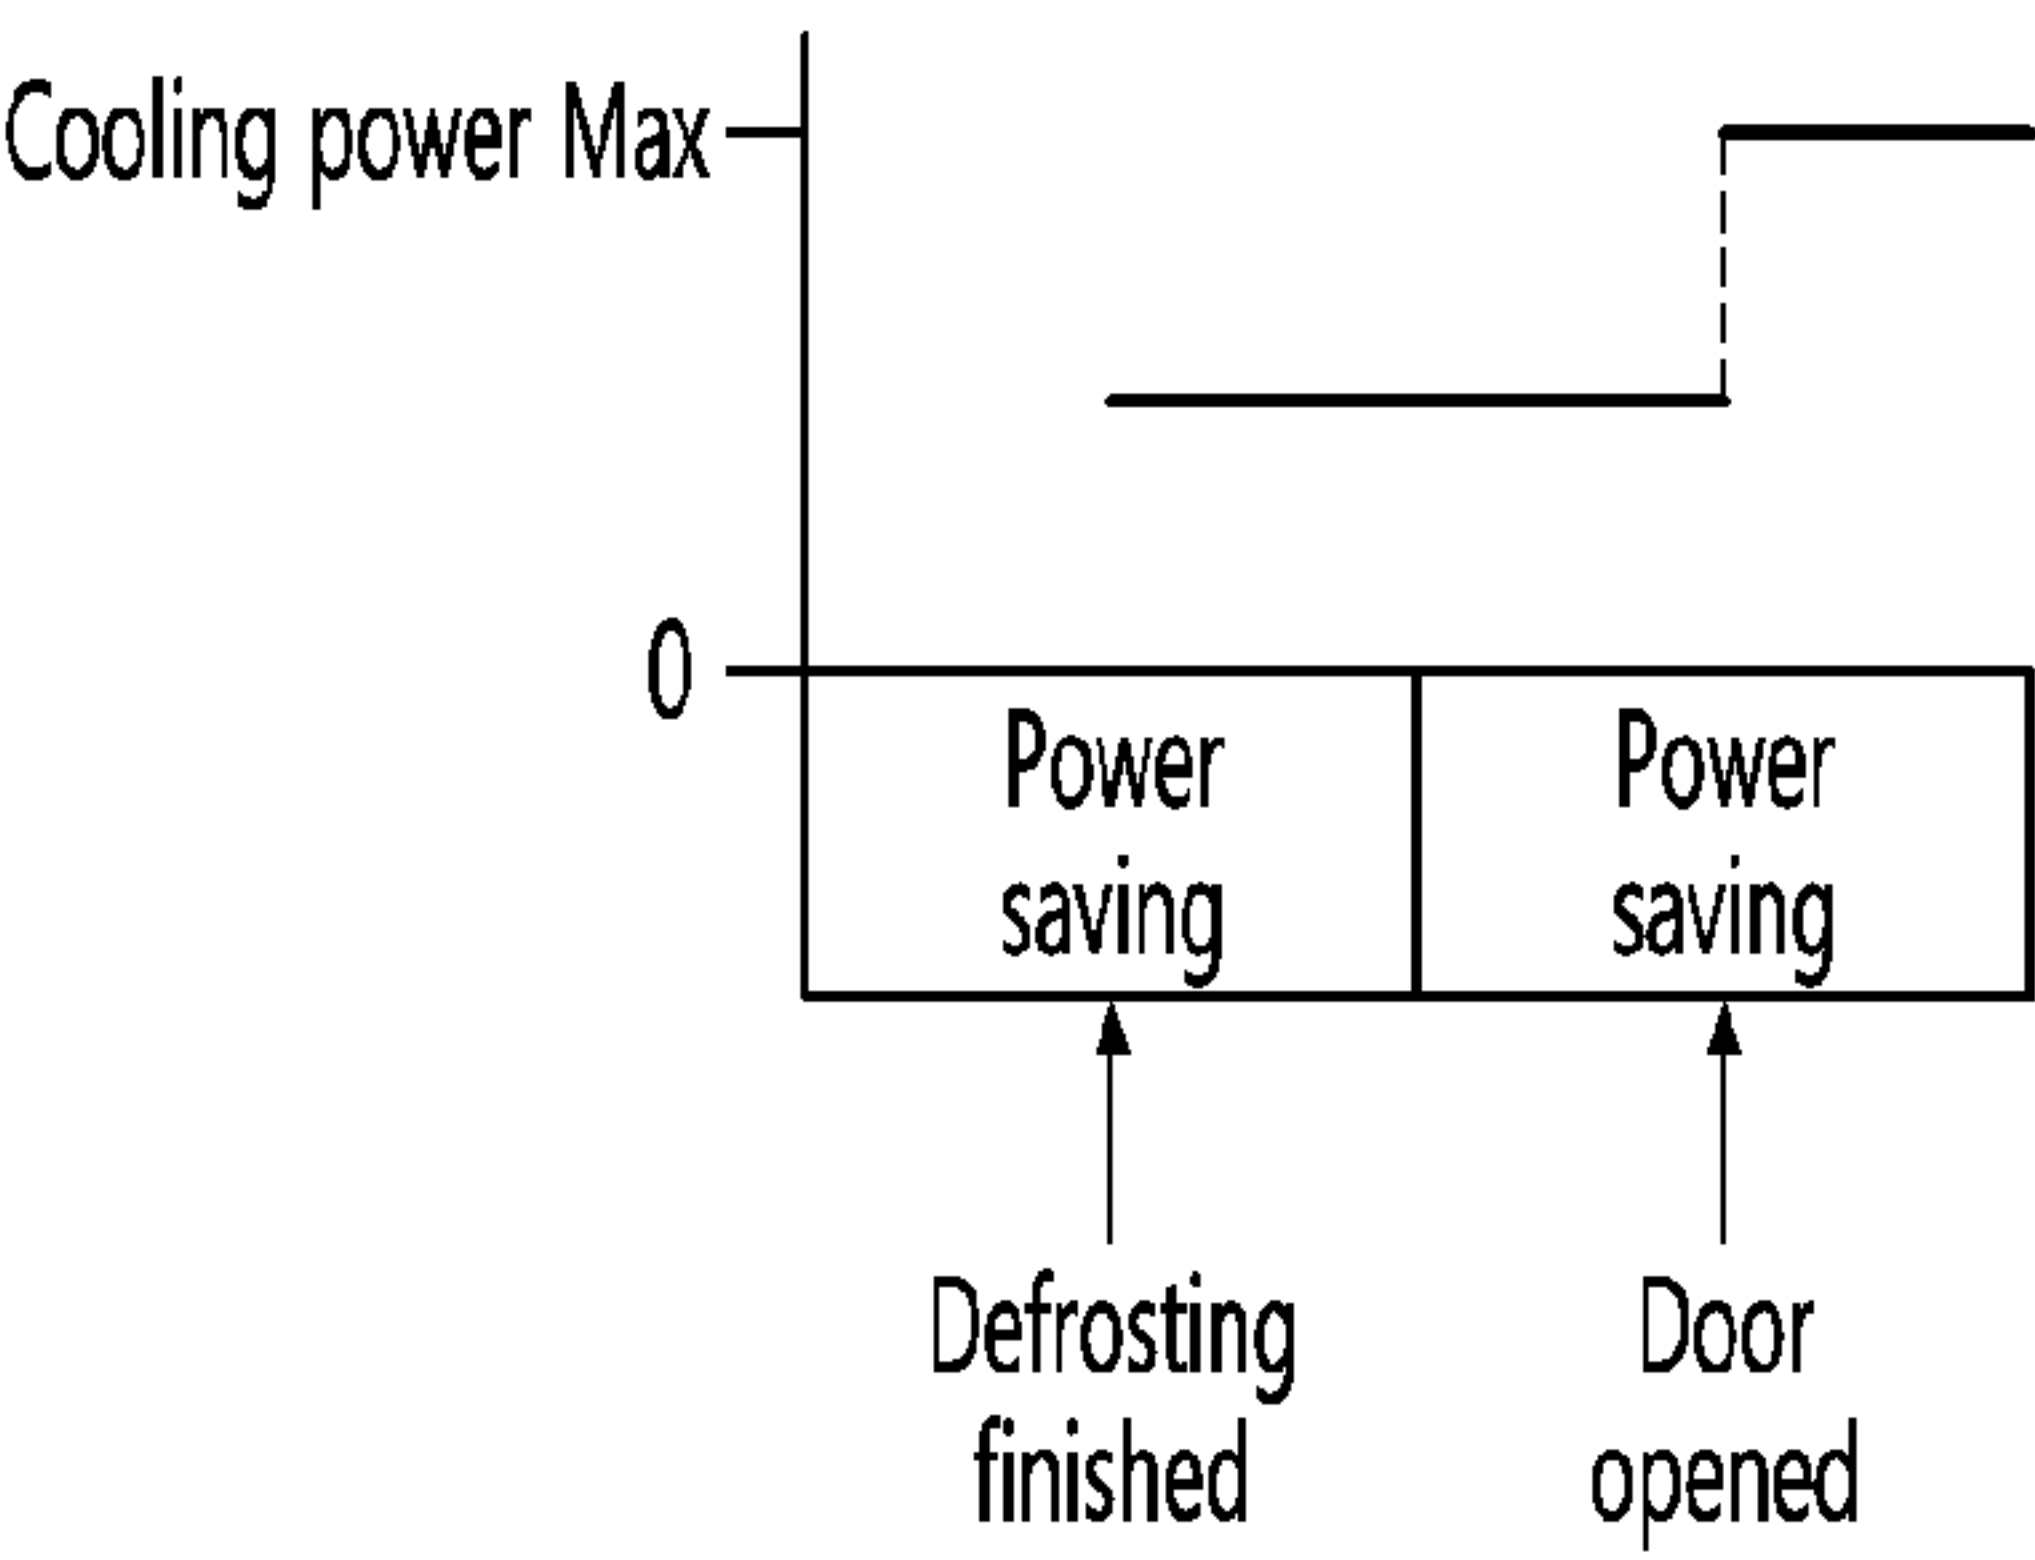 Cooling power Max
0
Power
saving
Power
saving
Defrosting
finished
Door
opened